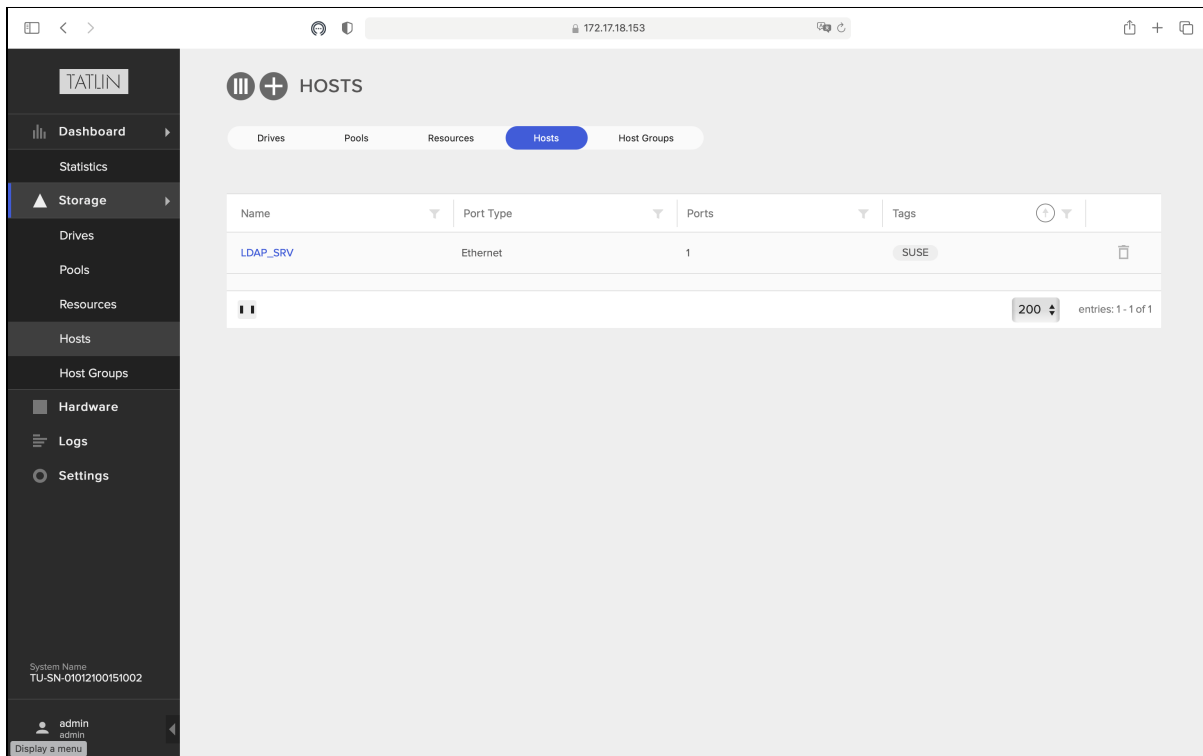 172.17.18.153
TATLIN
HOSTS
Dashboard
Drives Pools Resources Hosts Host Groups
Statistics
Storage
Name Port Type Ports Tags
Drives
LDAP_SRV Ethernet 1 SUSE
Pools
Resources
200 entries: 1 - 1 of 1
Hosts
Host Groups
Hardware
Logs
Settings
System Name
TU-SN-01012100151002
admin
admin
Display a menu